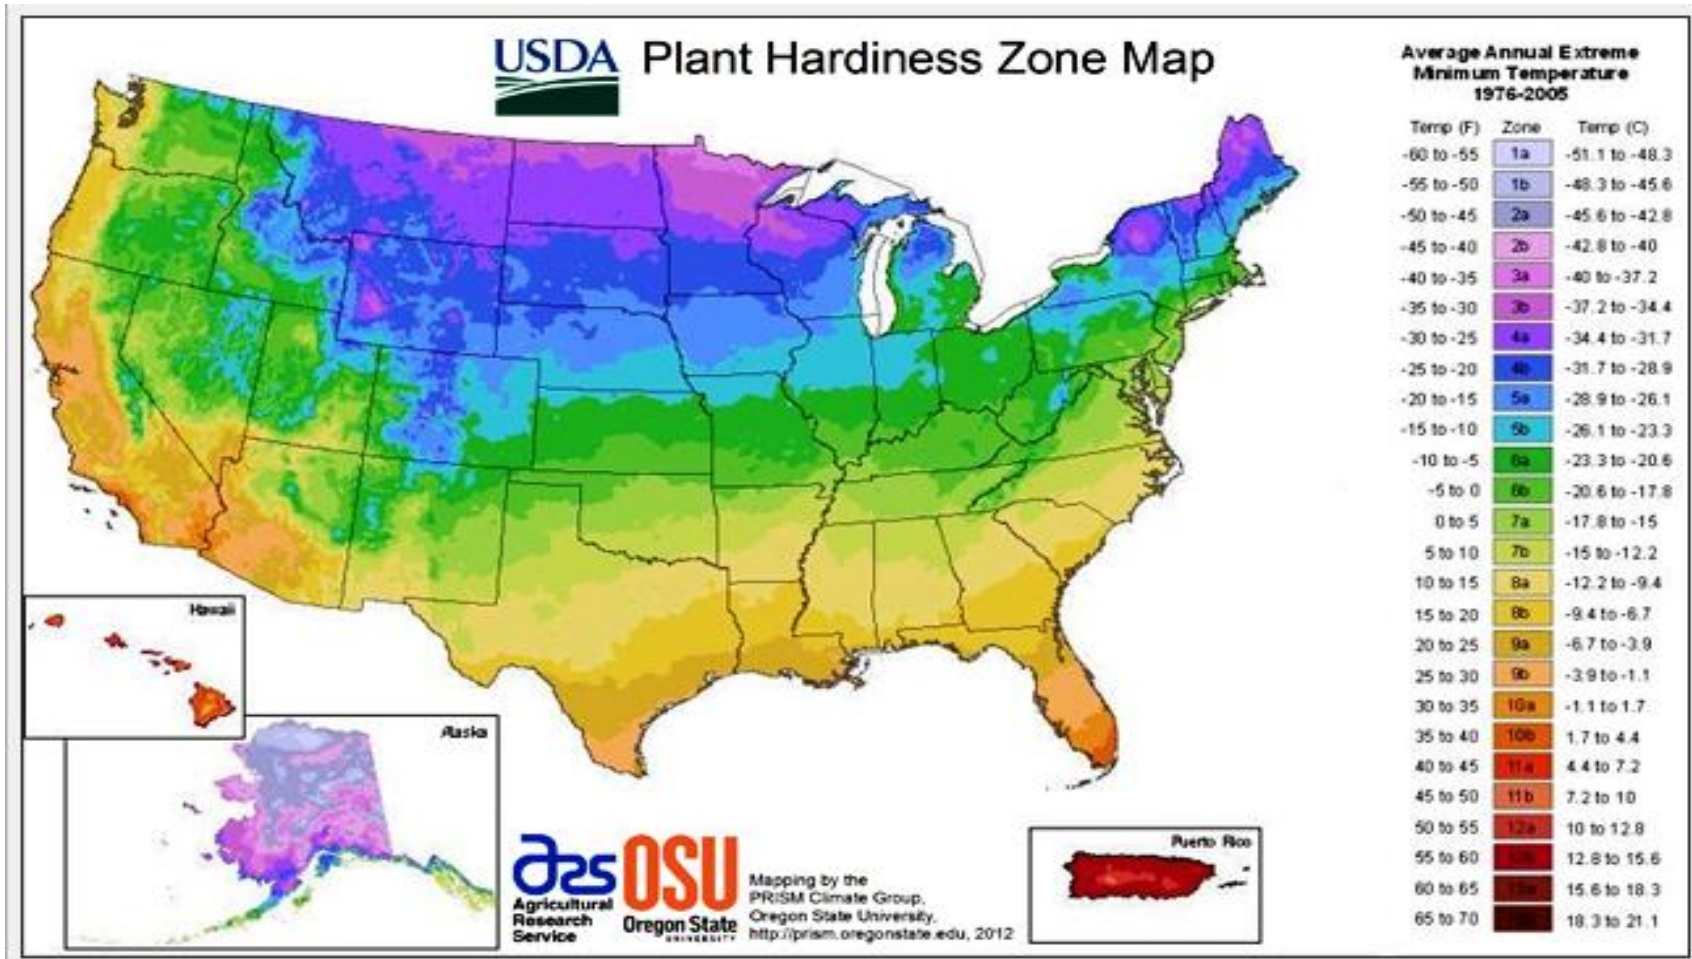 USDA Plant Hardiness Zone Map
Average Annual Extreme
Minimum Temperature
1976-2005
Temp (F) Zone Temp (C)
-60 to -55 1a -51.1 to -48.3
-55 to -50 1b -48.3 to -45.6
-50 to -45 2a -45.6 to -42.8
-45 to -40 2b -42.8 to -40
-40 to -35 3a -40 to -37.2
-35 to -30 3b -37.2 to -34.4
-30 to -25 4a -34.4 to -31.7
-25 to -20 4b -31.7 to -28.9
-20 to -15 5a -28.9 to -26.1
-15 to -10 5b -26.1 to -23.3
-10 to -5 6a -23.3 to -20.6
-5 to 0 6b -20.6 to -17.8
0 to 5 7a -17.8 to -15
5 to 10 7b -15 to -12.2
10 to 15 8a -12.2 to -9.4
15 to 20 8b -9.4 to -6.7
20 to 25 9a -6.7 to -3.9
25 to 30 9b -3.9 to -1.1
30 to 35 10a -1.1 to 1.7
35 to 40 10b 1.7 to 4.4
40 to 45 11a 4.4 to 7.2
45 to 50 11b 7.2 to 10
50 to 55 12a 10 to 12.8
55 to 60 12.8 to 15.6
60 to 65 15.6 to 18.3
65 to 70 18.3 to 21.1
Hawaii
Alaska
Puerto Rico
ars
Agricultural
Research
Service
OSU
Oregon State
UNIVERSITY
Mapping by the
PRISM Climate Group,
Oregon State University,
http://prism.oregonstate.edu, 2012